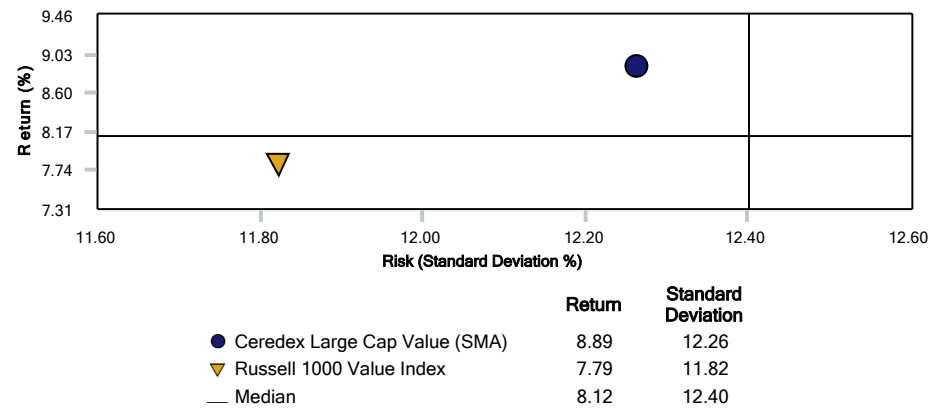 9.46
9.03
8.60
8.17
7.74
7.31
Return (%)
11.60 11.80 12.00 12.20 12.40 12.60
Risk (Standard Deviation %)
Return Standard Deviation
Ceredex Large Cap Value (SMA) 8.89 12.26
Russell 1000 Value Index 7.79 11.82
Median 8.12 12.40